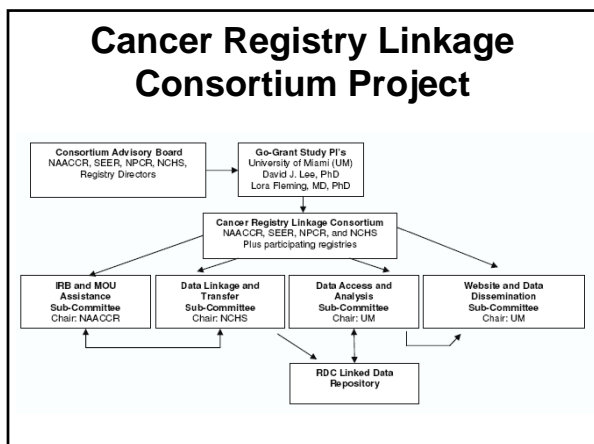 Cancer Registry Linkage
Consortium Project
Consortium Advisory Board
NAACCR, SEER, NPCR, NCHS,
Registry Directors
Go-Grant Study PI's
University of Miami (UM)
David J. Lee, PhD
Lora Fleming, MD, PhD
Cancer Registry Linkage Consortium
NAACCR, SEER, NPCR, and NCHS
Plus participating registries
IRB and MOU
Assistance
Sub-Committee
Chair: NAACCR
Data Linkage and
Transfer
Sub-Committee
Chair: NCHS
Data Access and
Analysis
Sub-Committee
Chair: UM
Website and Data
Dissemination
Sub-Committee
Chair: UM
RDC Linked Data
Repository